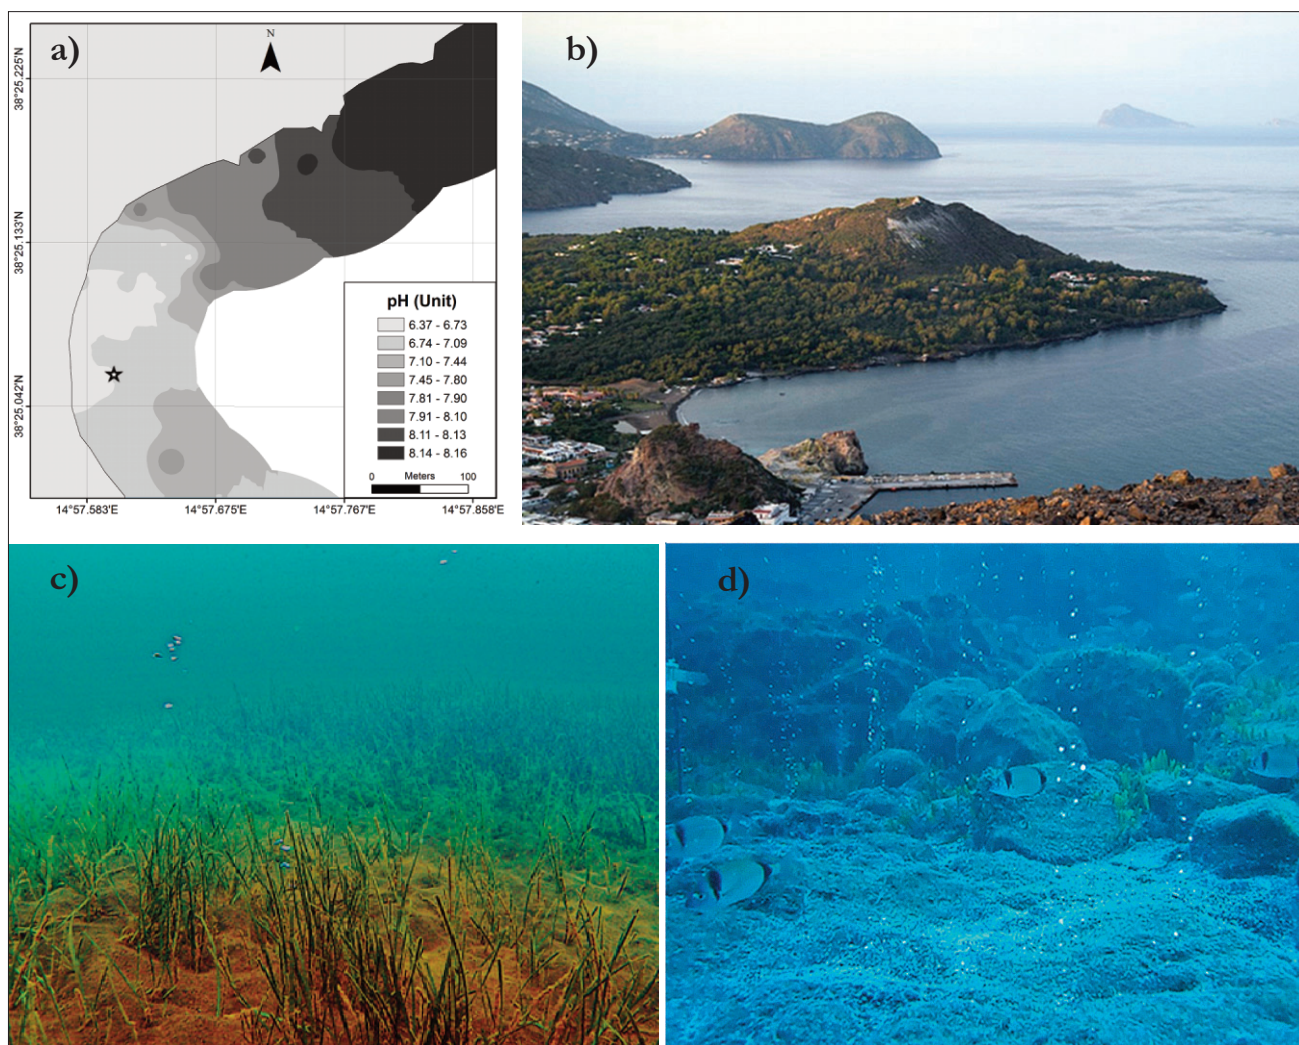 a)
N
38°25.225'N
38°25.133'N
38°25.042'N
pH (Unit)
6.37 - 6.73
6.74 - 7.09
7.10 - 7.44
7.45 - 7.80
7.81 - 7.90
7.91 - 8.10
8.11 - 8.13
8.14 - 8.16
0 Meters 100
14°57.583'E 14°57.675'E 14°57.767'E 14°57.858'E
b)
c)
d)